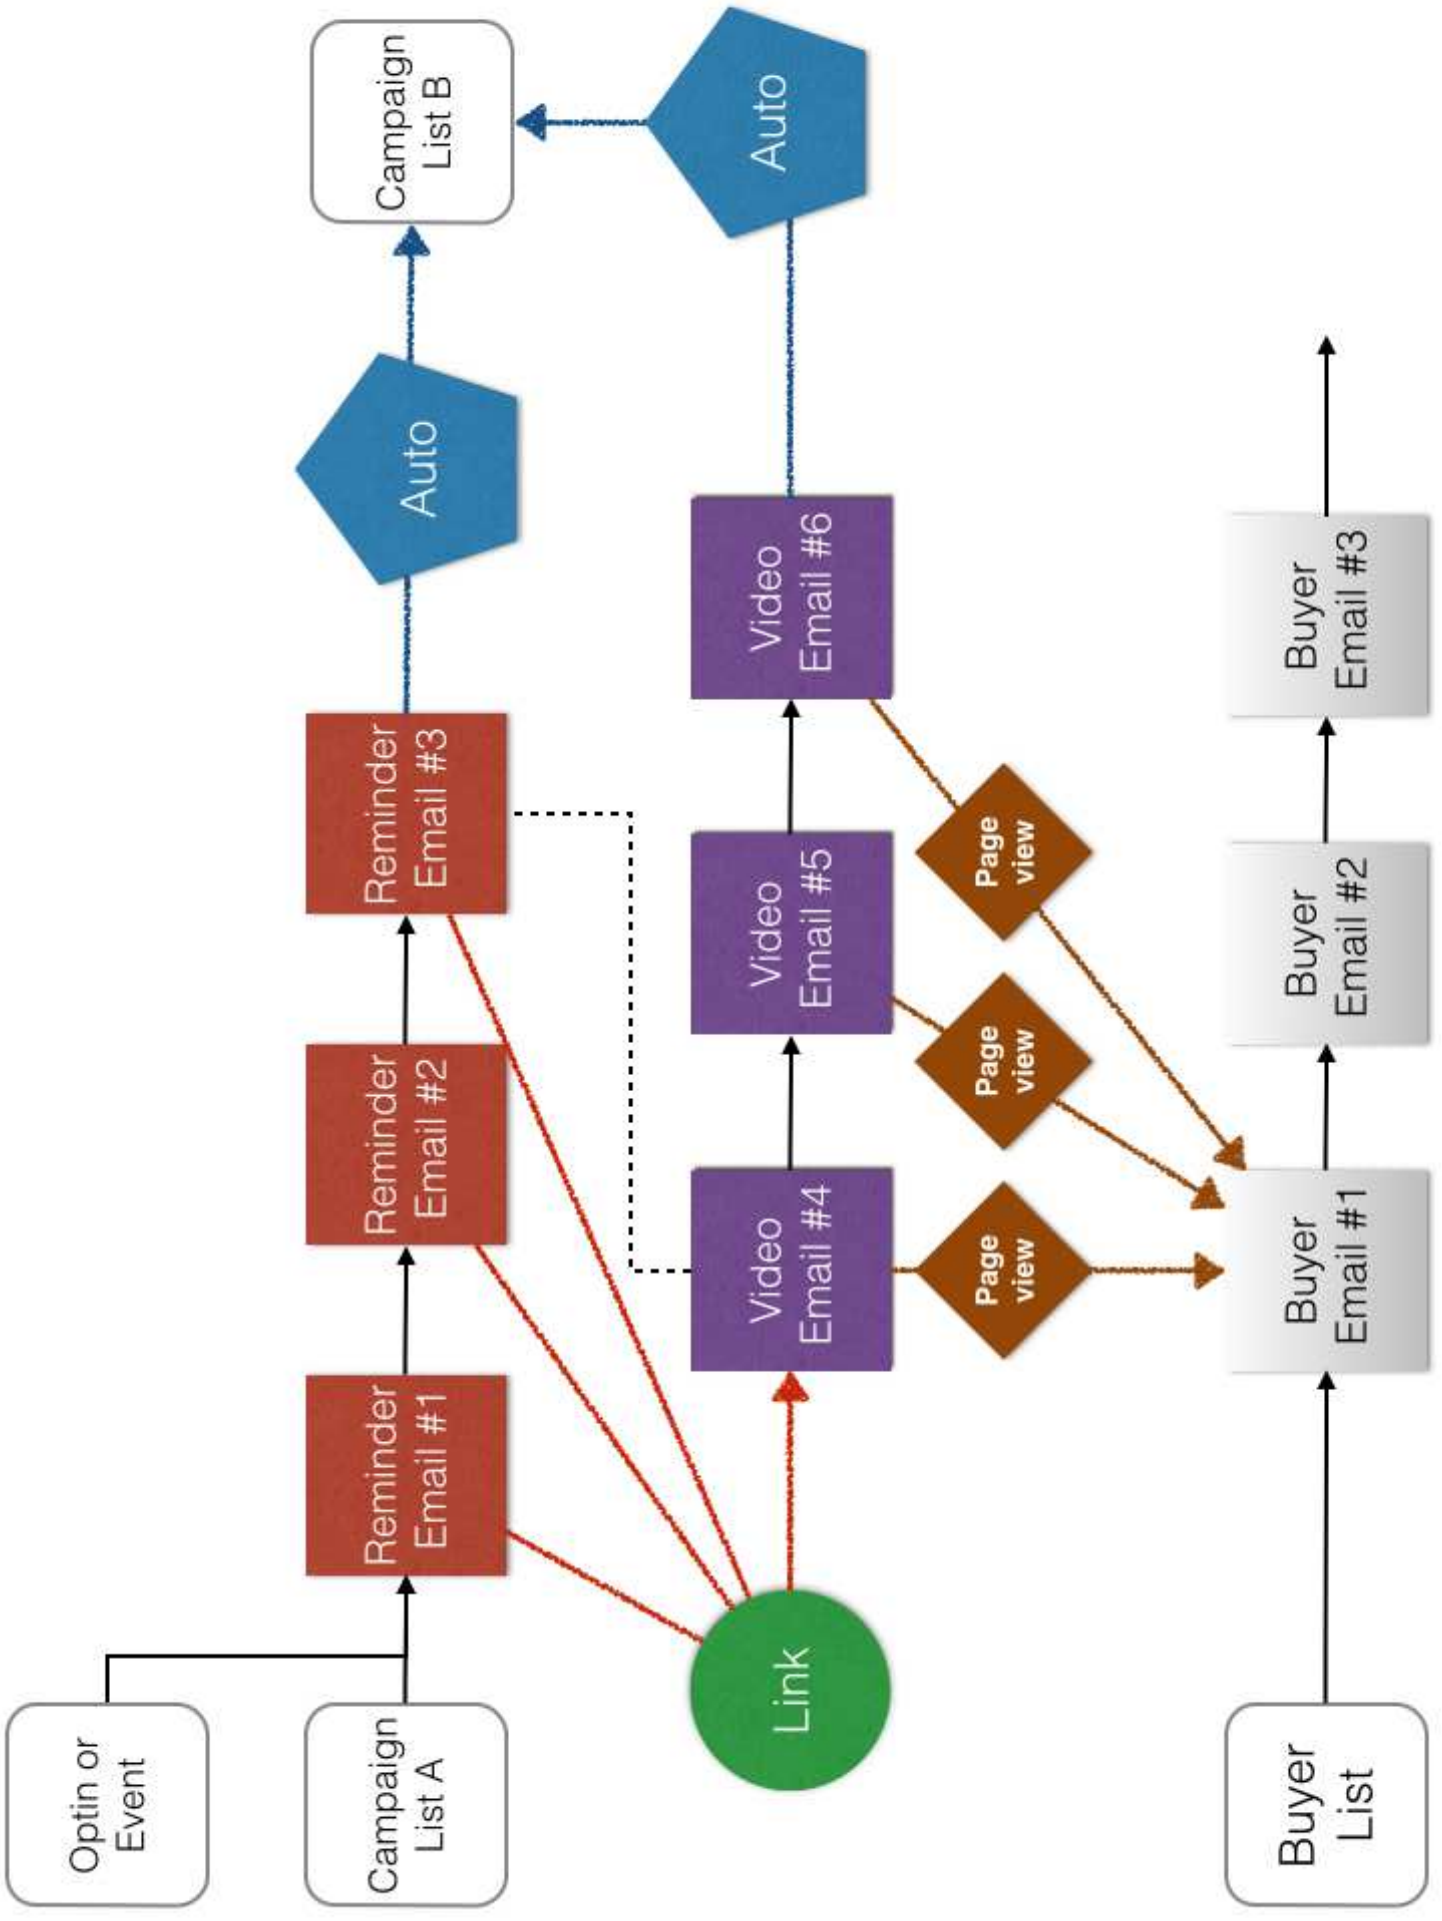 Optin or
Event
Campaign
List A
Reminder
Email #1
Reminder
Email #2
Reminder
Email #3
Auto
Campaign
List B
Link
Video
Email #4
Video
Email #5
Video
Email #6
Auto
Page
view
Page
view
Page
view
Buyer
List
Buyer
Email #1
Buyer
Email #2
Buyer
Email #3